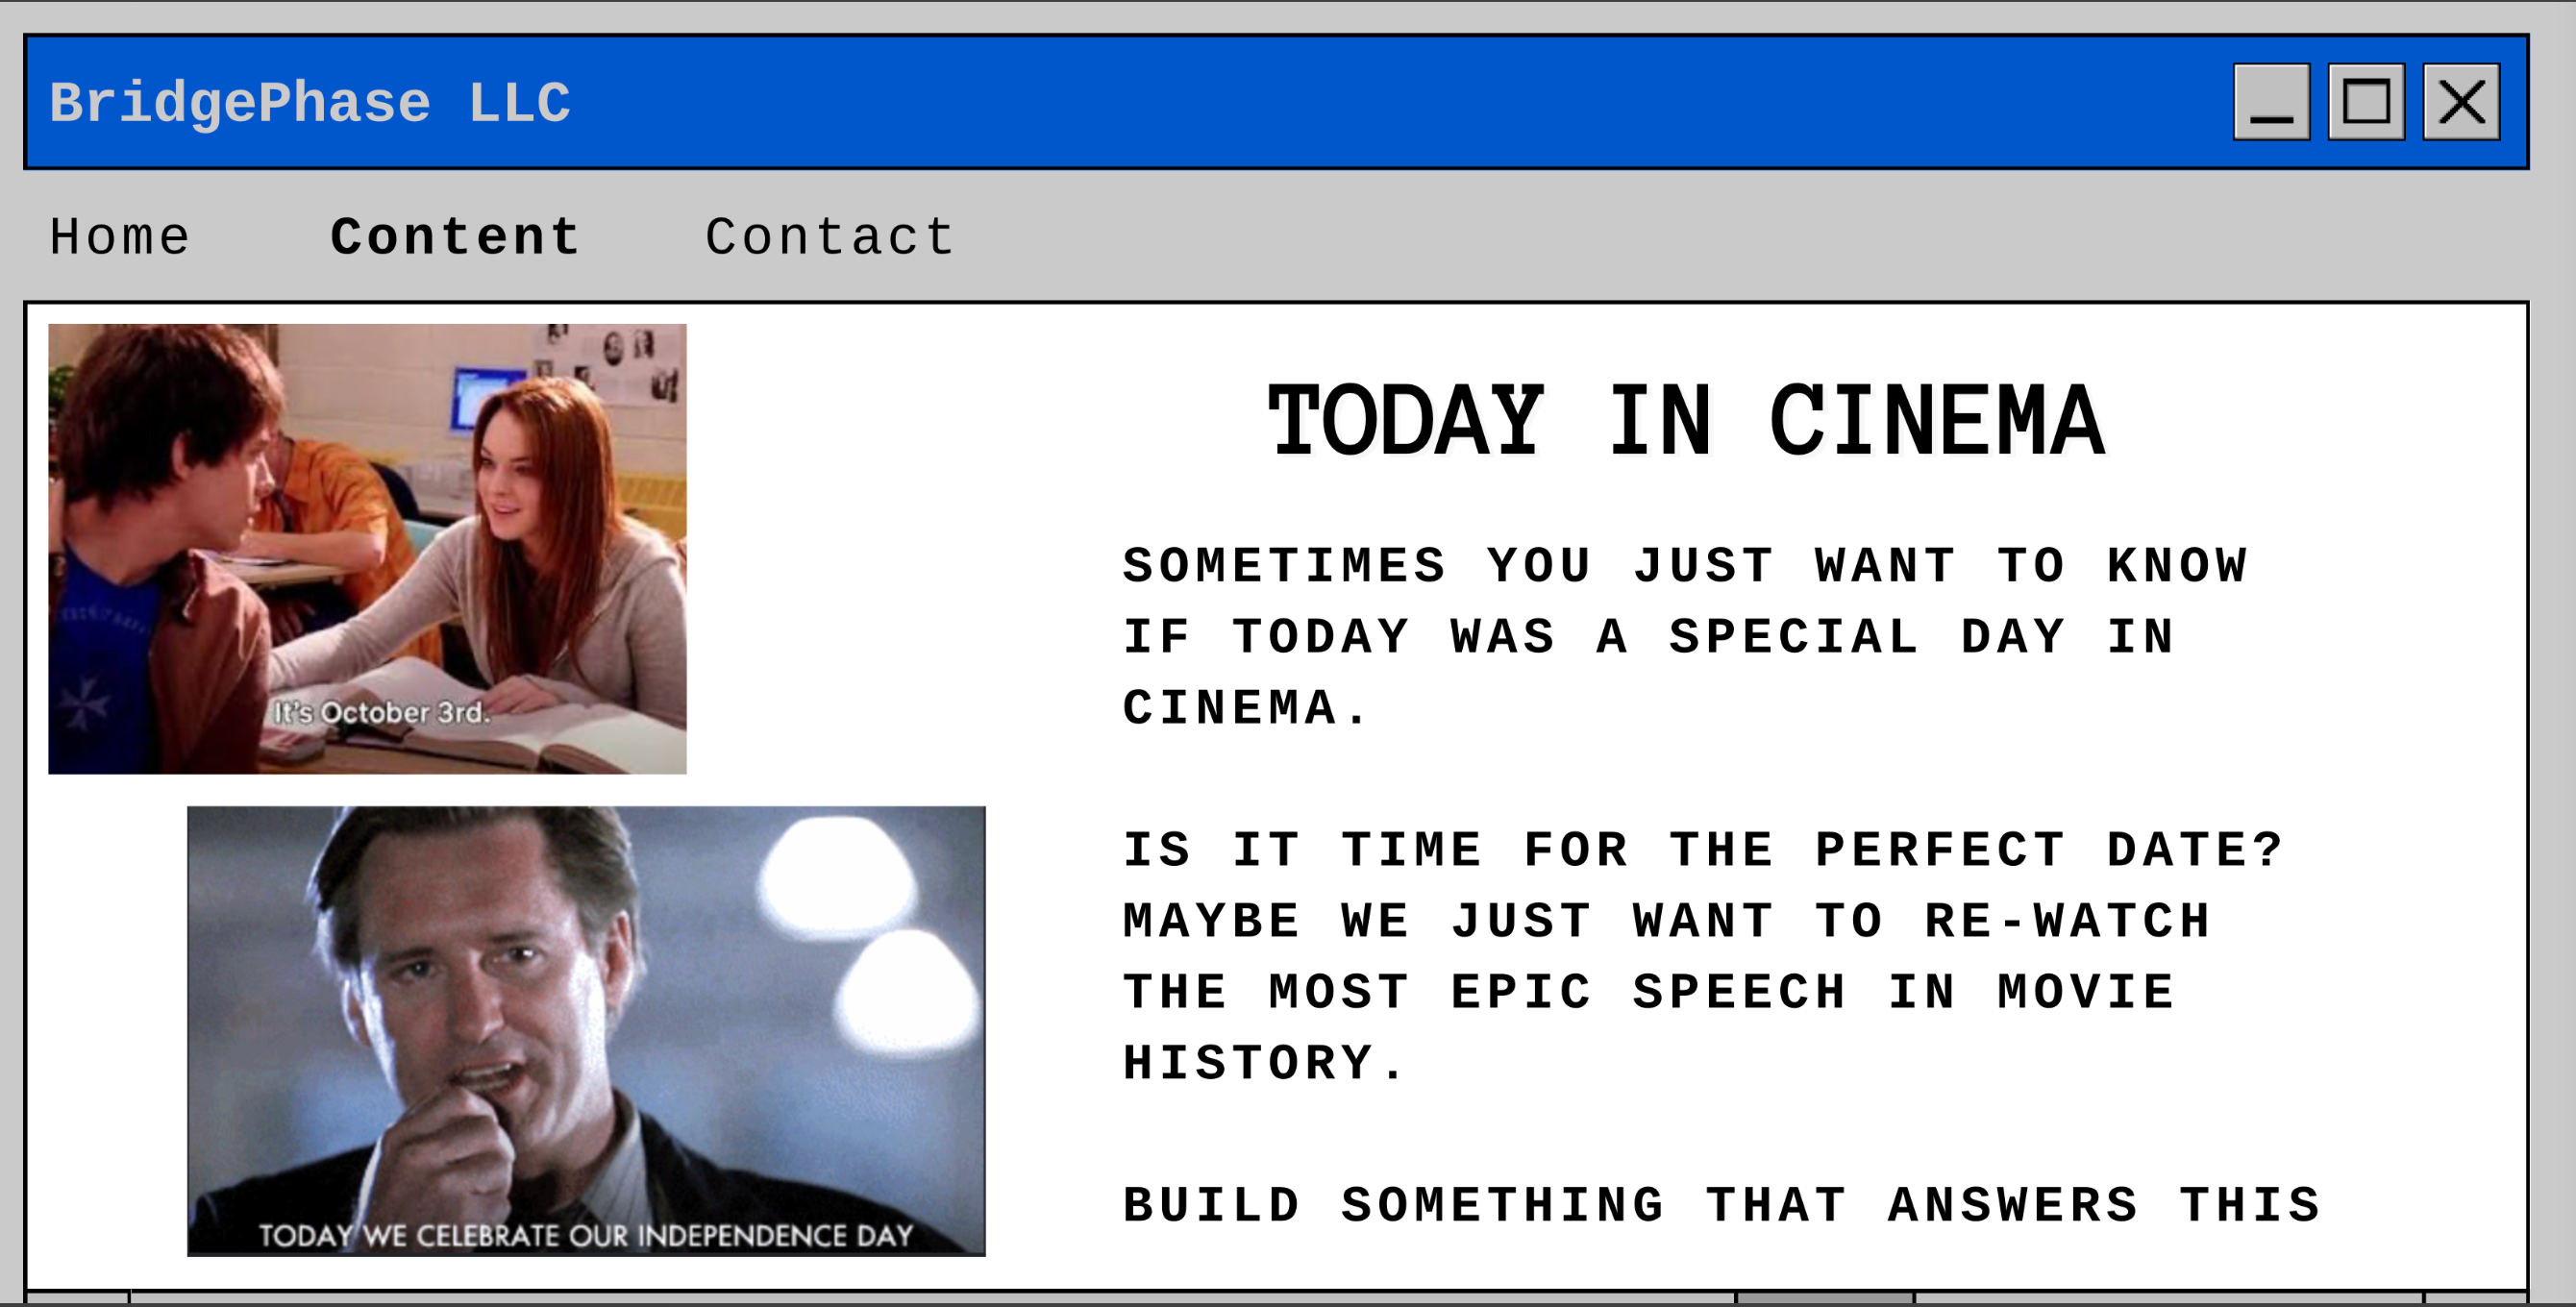 BridgePhase LLC
Home Content Contact
It's October 3rd.
TODAY WE CELEBRATE OUR INDEPENDENCE DAY
TODAY IN CINEMA
SOMETIMES YOU JUST WANT TO KNOW
IF TODAY WAS A SPECIAL DAY IN
CINEMA.
IS IT TIME FOR THE PERFECT DATE?
MAYBE WE JUST WANT TO RE-WATCH
THE MOST EPIC SPEECH IN MOVIE
HISTORY.
BUILD SOMETHING THAT ANSWERS THIS